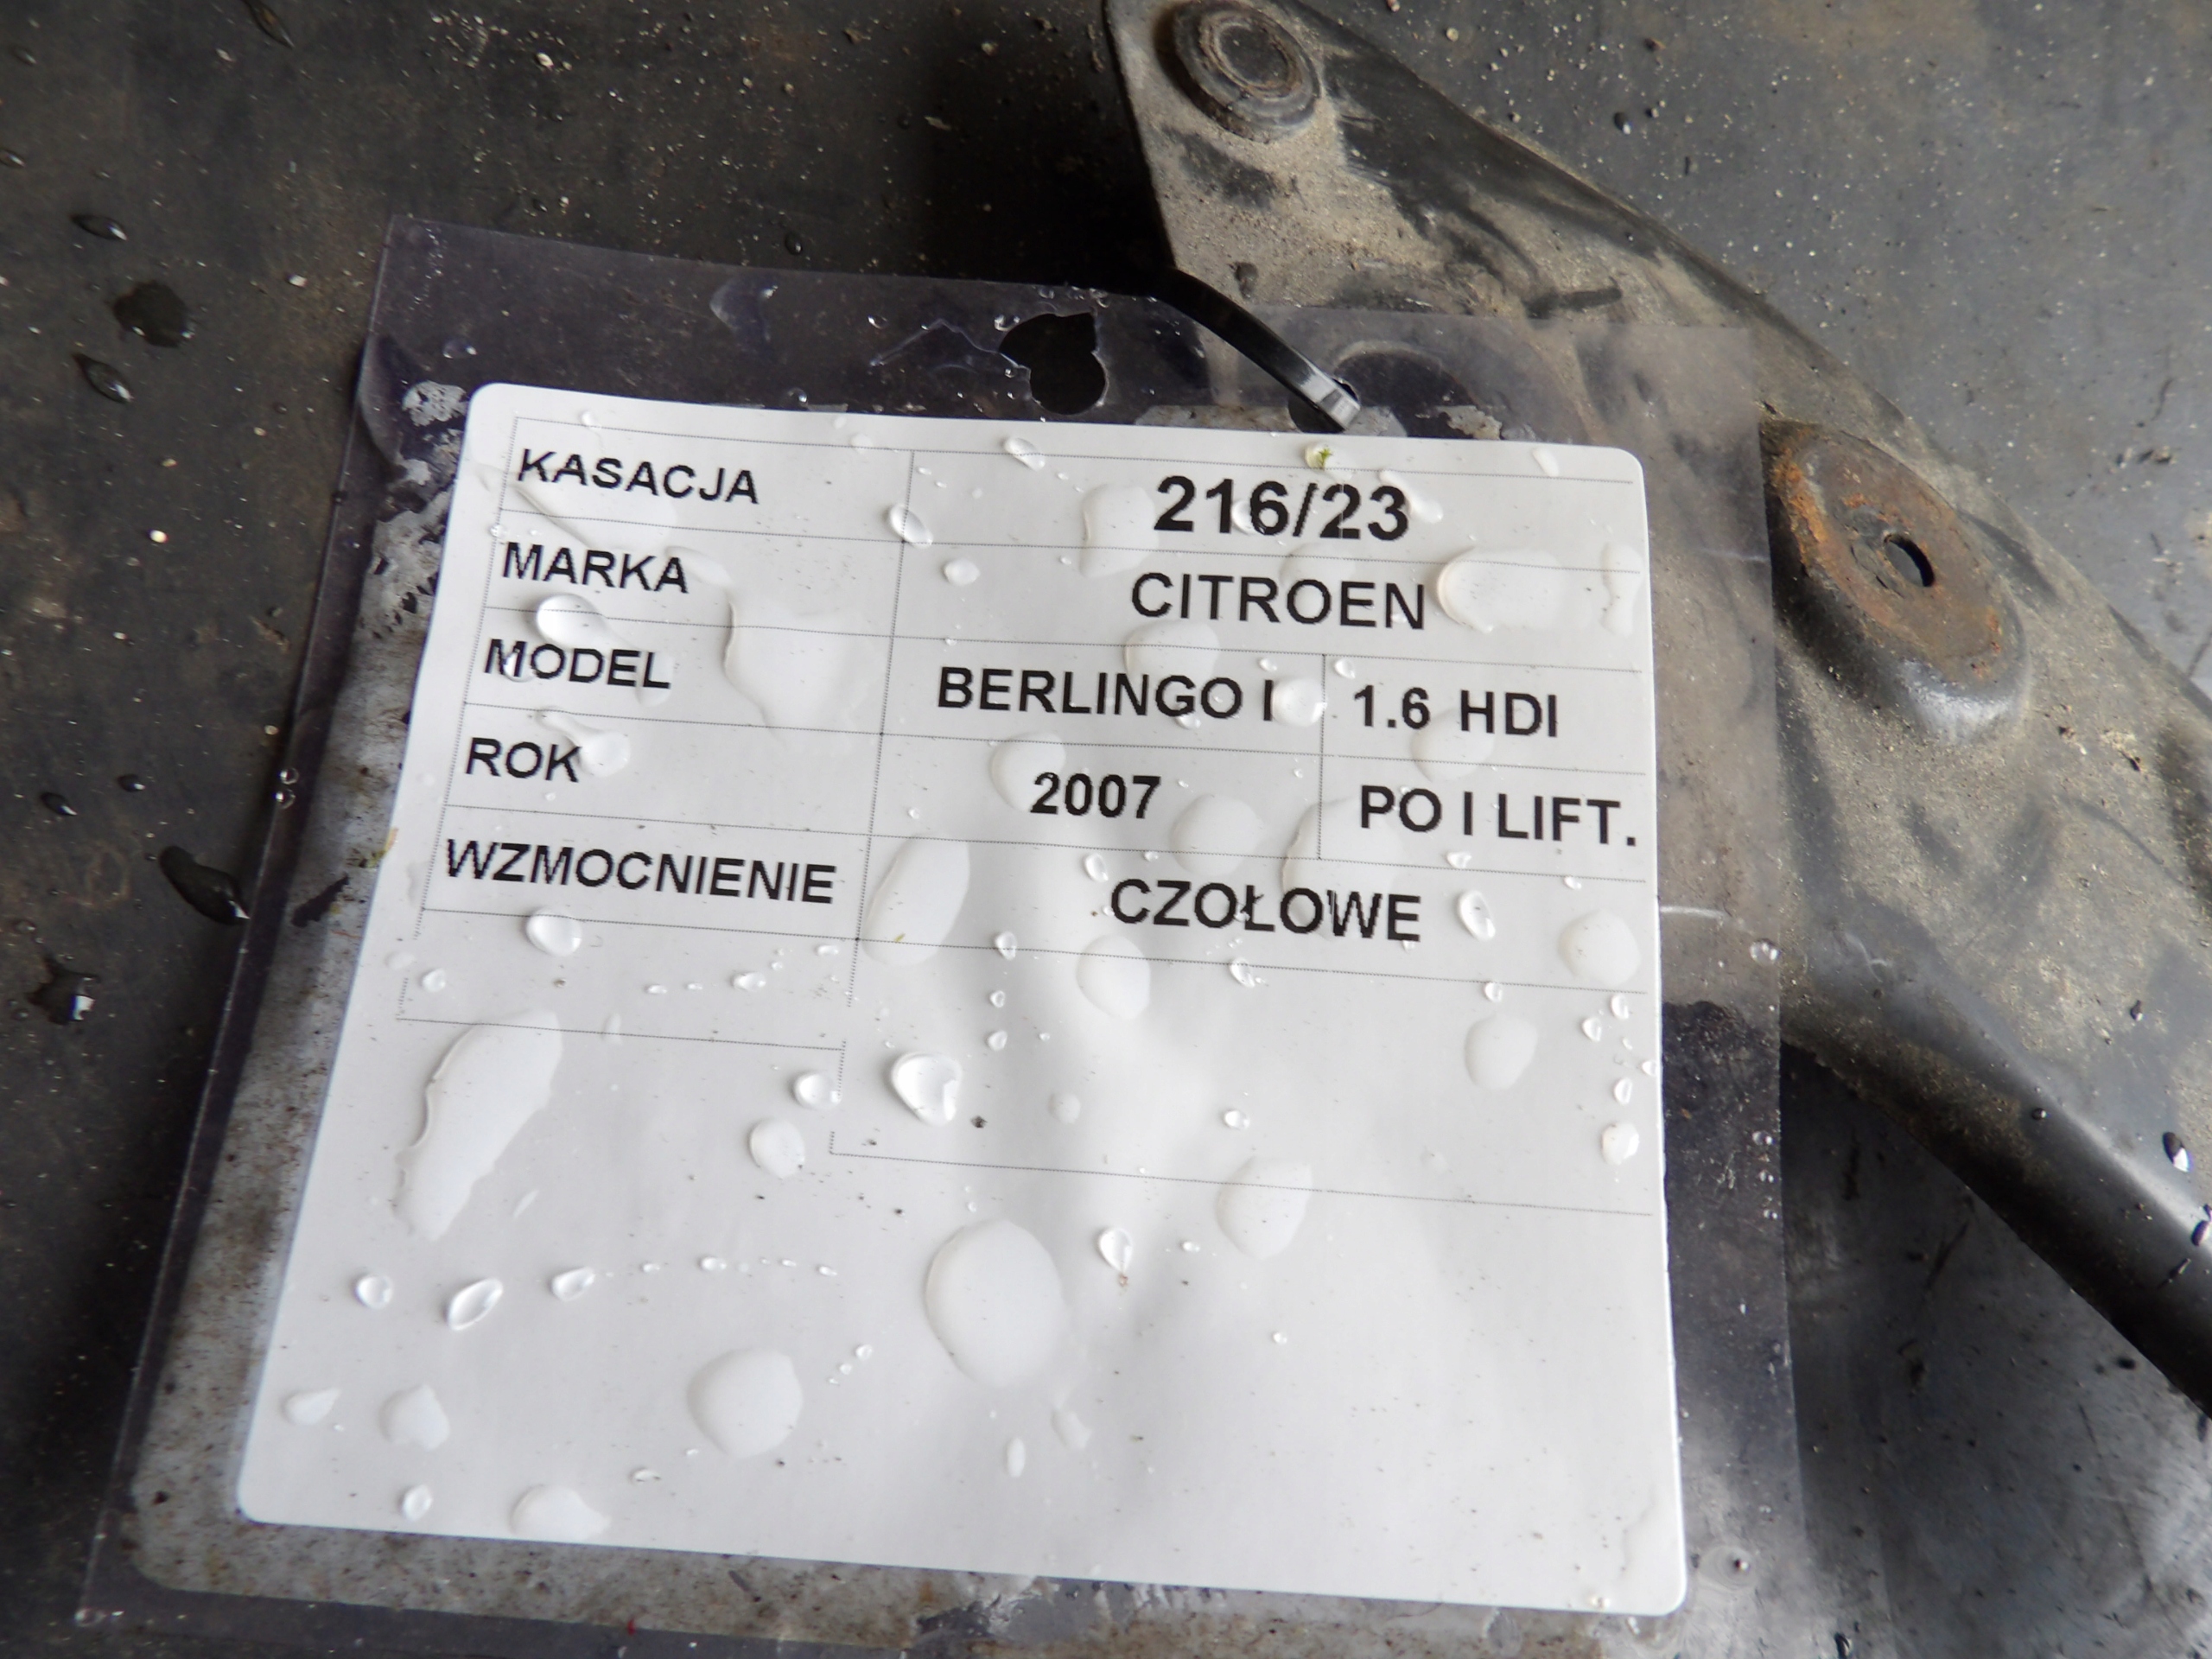 KASACJA 216/23
MARKA CITROEN
MODEL BERLINGO I 1.6 HDI
ROK 2007 PO I LIFT.
WZMOCNIENIE CZOŁOWE